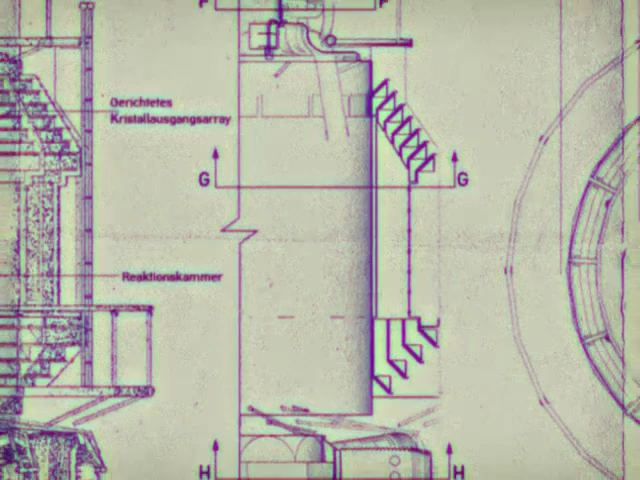 F F
Gerichtetes
Kristallausgangsarray
G G
Reaktionskammer
H H